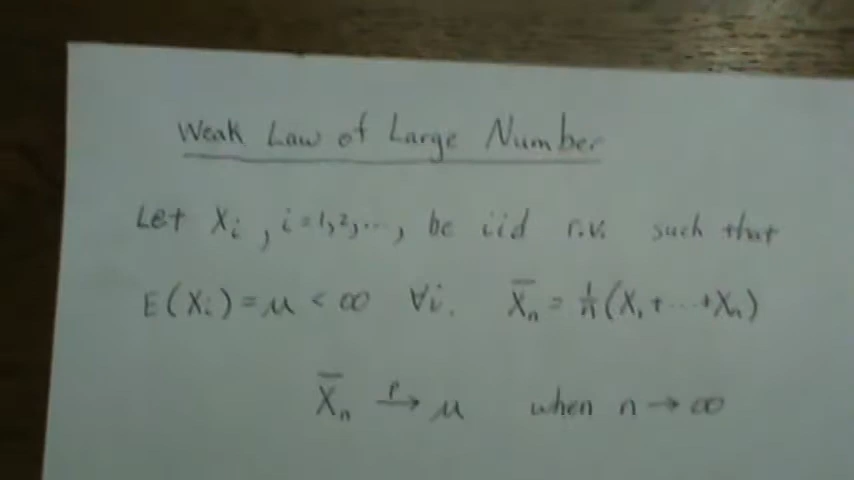 Weak Law of Large Number
Let Xᵢ, i=1,2,..., be iid r.v. such that
E(Xᵢ) = μ < ∞ ∀i. X̅ₙ = 1/n (X₁ + ··· + Xₙ)
X̅ₙ →ᵖ μ when n → ∞